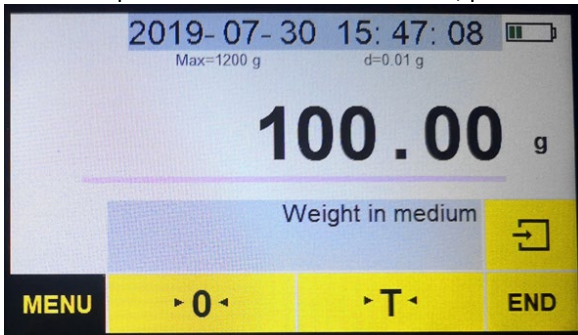 2019-07-30 15:47:08
Max=1200 g d=0.01 g
100.00 g
Weight in medium
MENU 0 T END